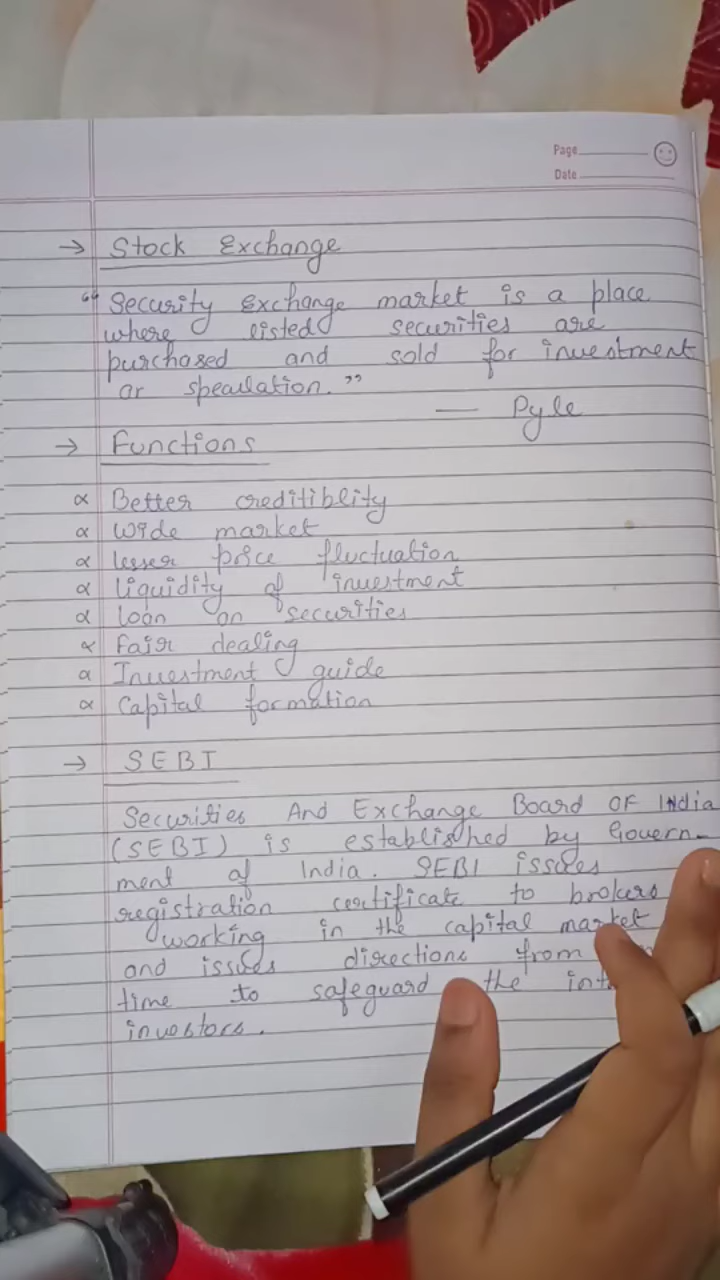 Page
Date
→ Stock Exchange
“ Security exchange market is a place
where listed securities are
purchased and sold for investment
or speculation. ”
— Pyle
→ Functions
∝ Better creditiblity
∝ Wide market
∝ lesser price fluctuation
∝ liquidity of investment
∝ loan on securities
∝ Fair dealing
∝ Investment guide
∝ Capital formation
→ SEBI
Securities And Exchange Board OF India
(SEBI) is established by Govern-
ment of India. SEBI issues
registration certificate to brokers
working in the capital market
and issues directions from
time to safeguard the
investors.